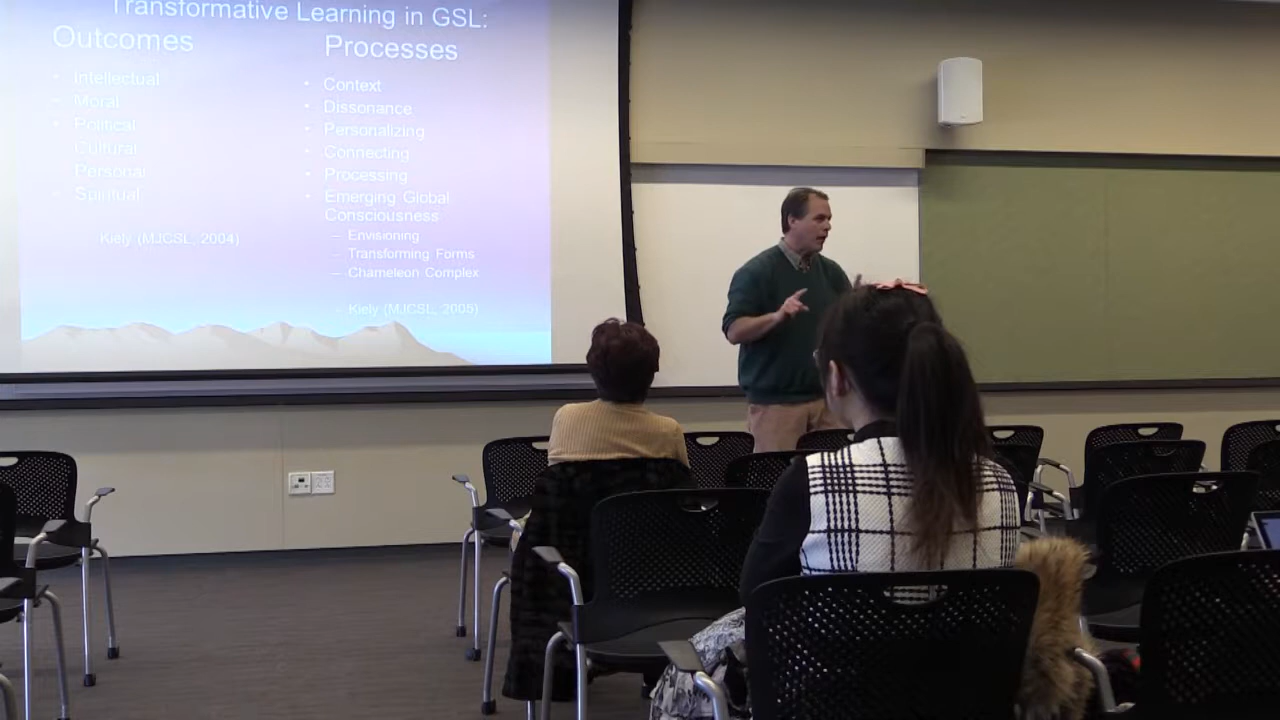 Transformative Learning in GSL:
Outcomes
• Intellectual
• Moral
• Political
Cultural
Personal
• Spiritual
Kiely (MJCSL, 2004)
Processes
• Context
• Dissonance
• Personalizing
• Connecting
• Processing
• Emerging Global
Consciousness
– Envisioning
– Transforming Forms
– Chameleon Complex
- Kiely (MJCSL, 2005)